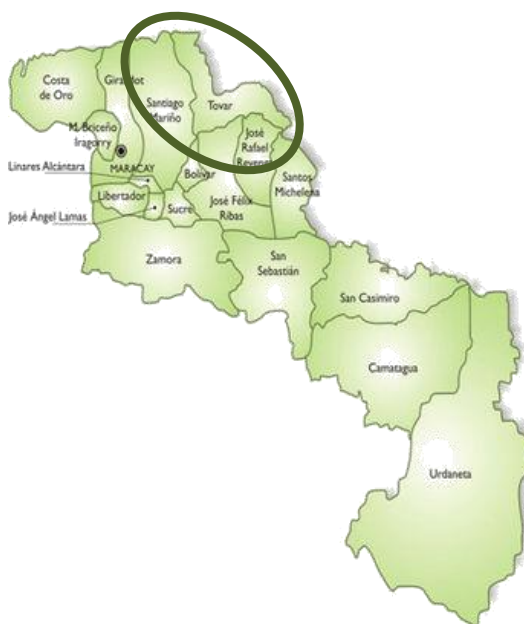 Costa
de Oro
Girardot
Santiago
Mariño
Tovar
M. Briceño
Iragorry
José
Rafael
Revenga
Linares Alcántara
MARACAY
Bolívar
Santos
Michelena
Libertador
José Ángel Lamas
Sucre
José Félix
Ribas
Zamora
San
Sebastián
San Casimiro
Camatagua
Urdaneta